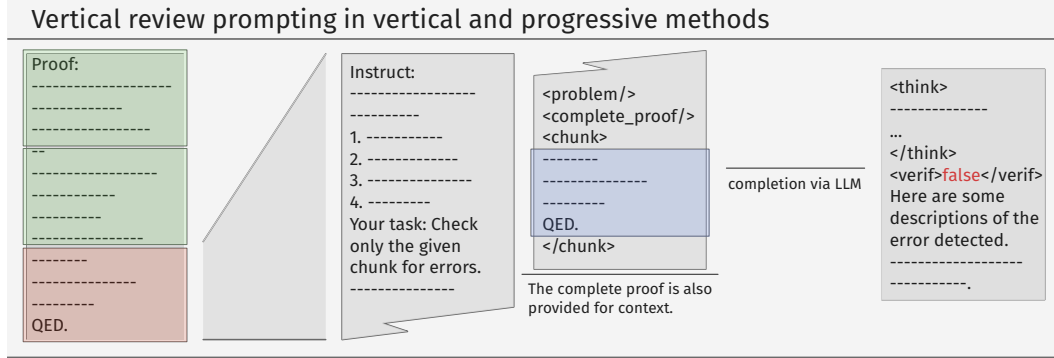 Vertical review prompting in vertical and progressive methods
Proof:
---------------------
-------------
-----------------
--
------------------
------------
----------
----------------
--------
---------------
---------
QED.
Instruct:
------------------
----------
1. -----------
2. -------------
3. ---------------
4. ---------
Your task: Check
only the given
chunk for errors.
---------------
<problem/>
<complete_proof/>
<chunk>
--------
---------------
---------
QED.
</chunk>
The complete proof is also
provided for context.
completion via LLM
<think>
--------------
...
</think>
<verif>false</verif>
Here are some
descriptions of the
error detected.
-------------------
-----------.